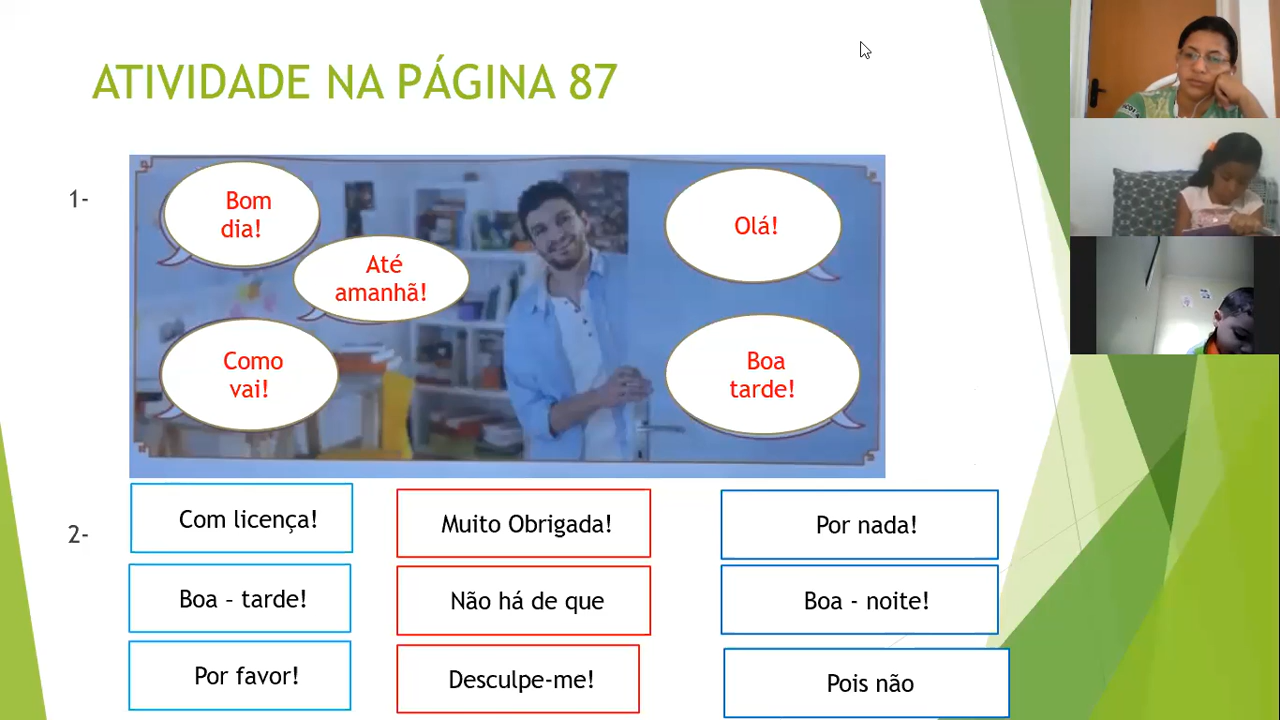 ATIVIDADE NA PÁGINA 87
1-
Bom
dia!
Até
amanhã!
Como
vai!
Olá!
Boa
tarde!
2-
Com licença!
Muito Obrigada!
Por nada!
Boa – tarde!
Não há de que
Boa - noite!
Por favor!
Desculpe-me!
Pois não